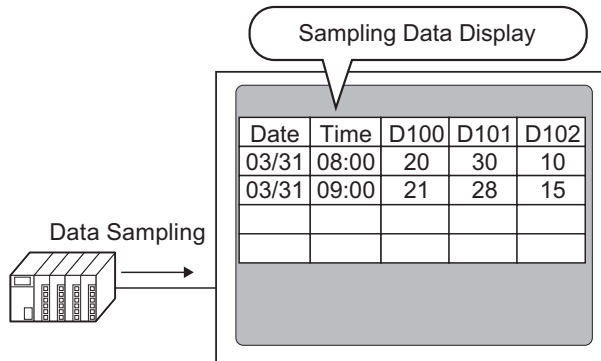 Sampling Data Display
Date Time D100 D101 D102
03/31 08:00 20 30 10
03/31 09:00 21 28 15
Data Sampling